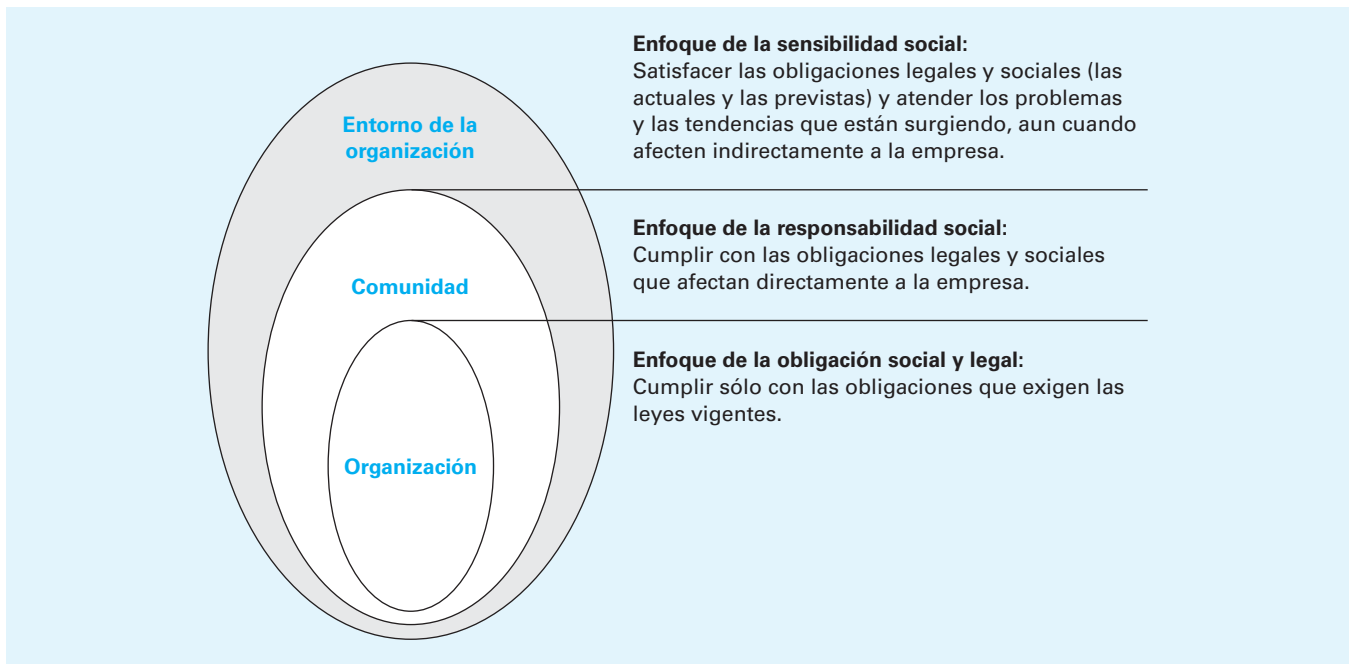 Enfoque de la sensibilidad social:
Satisfacer las obligaciones legales y sociales (las
actuales y las previstas) y atender los problemas
y las tendencias que están surgiendo, aun cuando
afecten indirectamente a la empresa.
Entorno de la
organización
Enfoque de la responsabilidad social:
Cumplir con las obligaciones legales y sociales
que afectan directamente a la empresa.
Comunidad
Enfoque de la obligación social y legal:
Cumplir sólo con las obligaciones que exigen las
leyes vigentes.
Organización